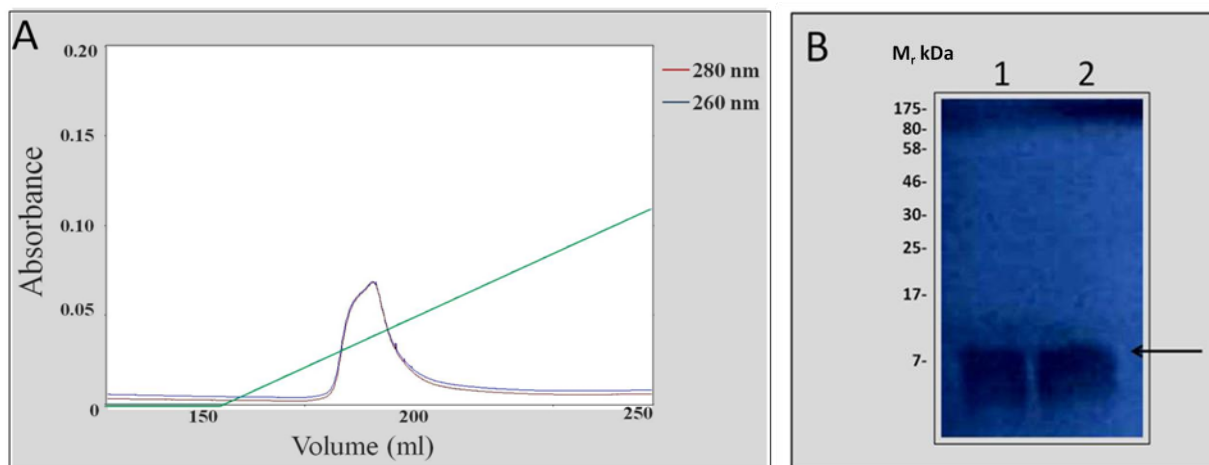 A
0.20
0.15
0.10
0.05
0
Absorbance
150
200
250
Volume (ml)
280 nm
260 nm
B
Mr kDa
1 2
175-
80-
58-
46-
30-
25-
17-
7-